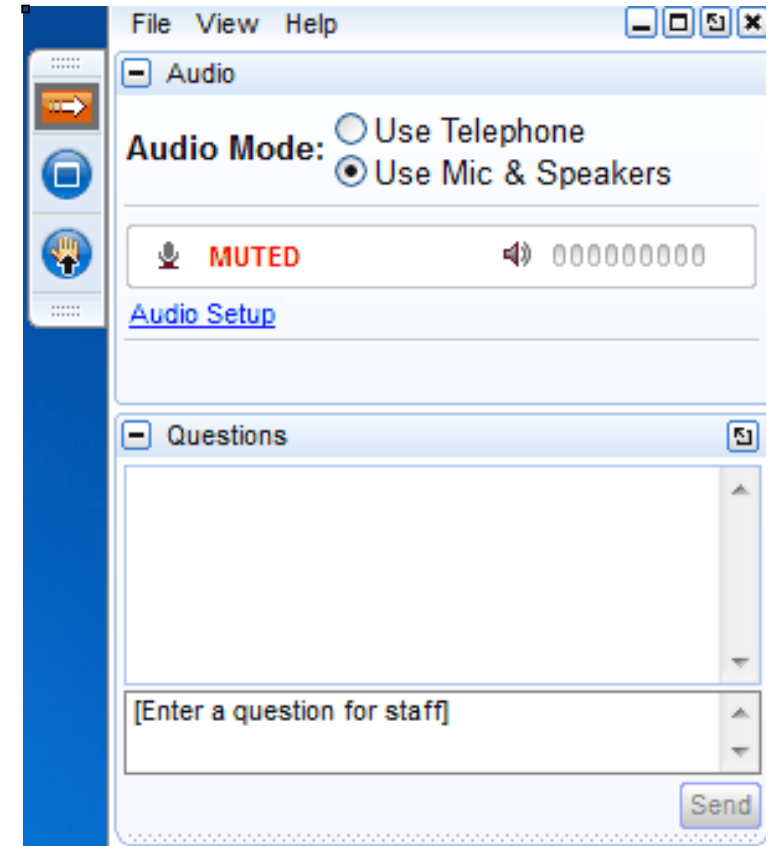 File View Help
Audio
Audio Mode:
Use Telephone
Use Mic & Speakers
MUTED
000000000
Audio Setup
Questions
[Enter a question for staff]
Send